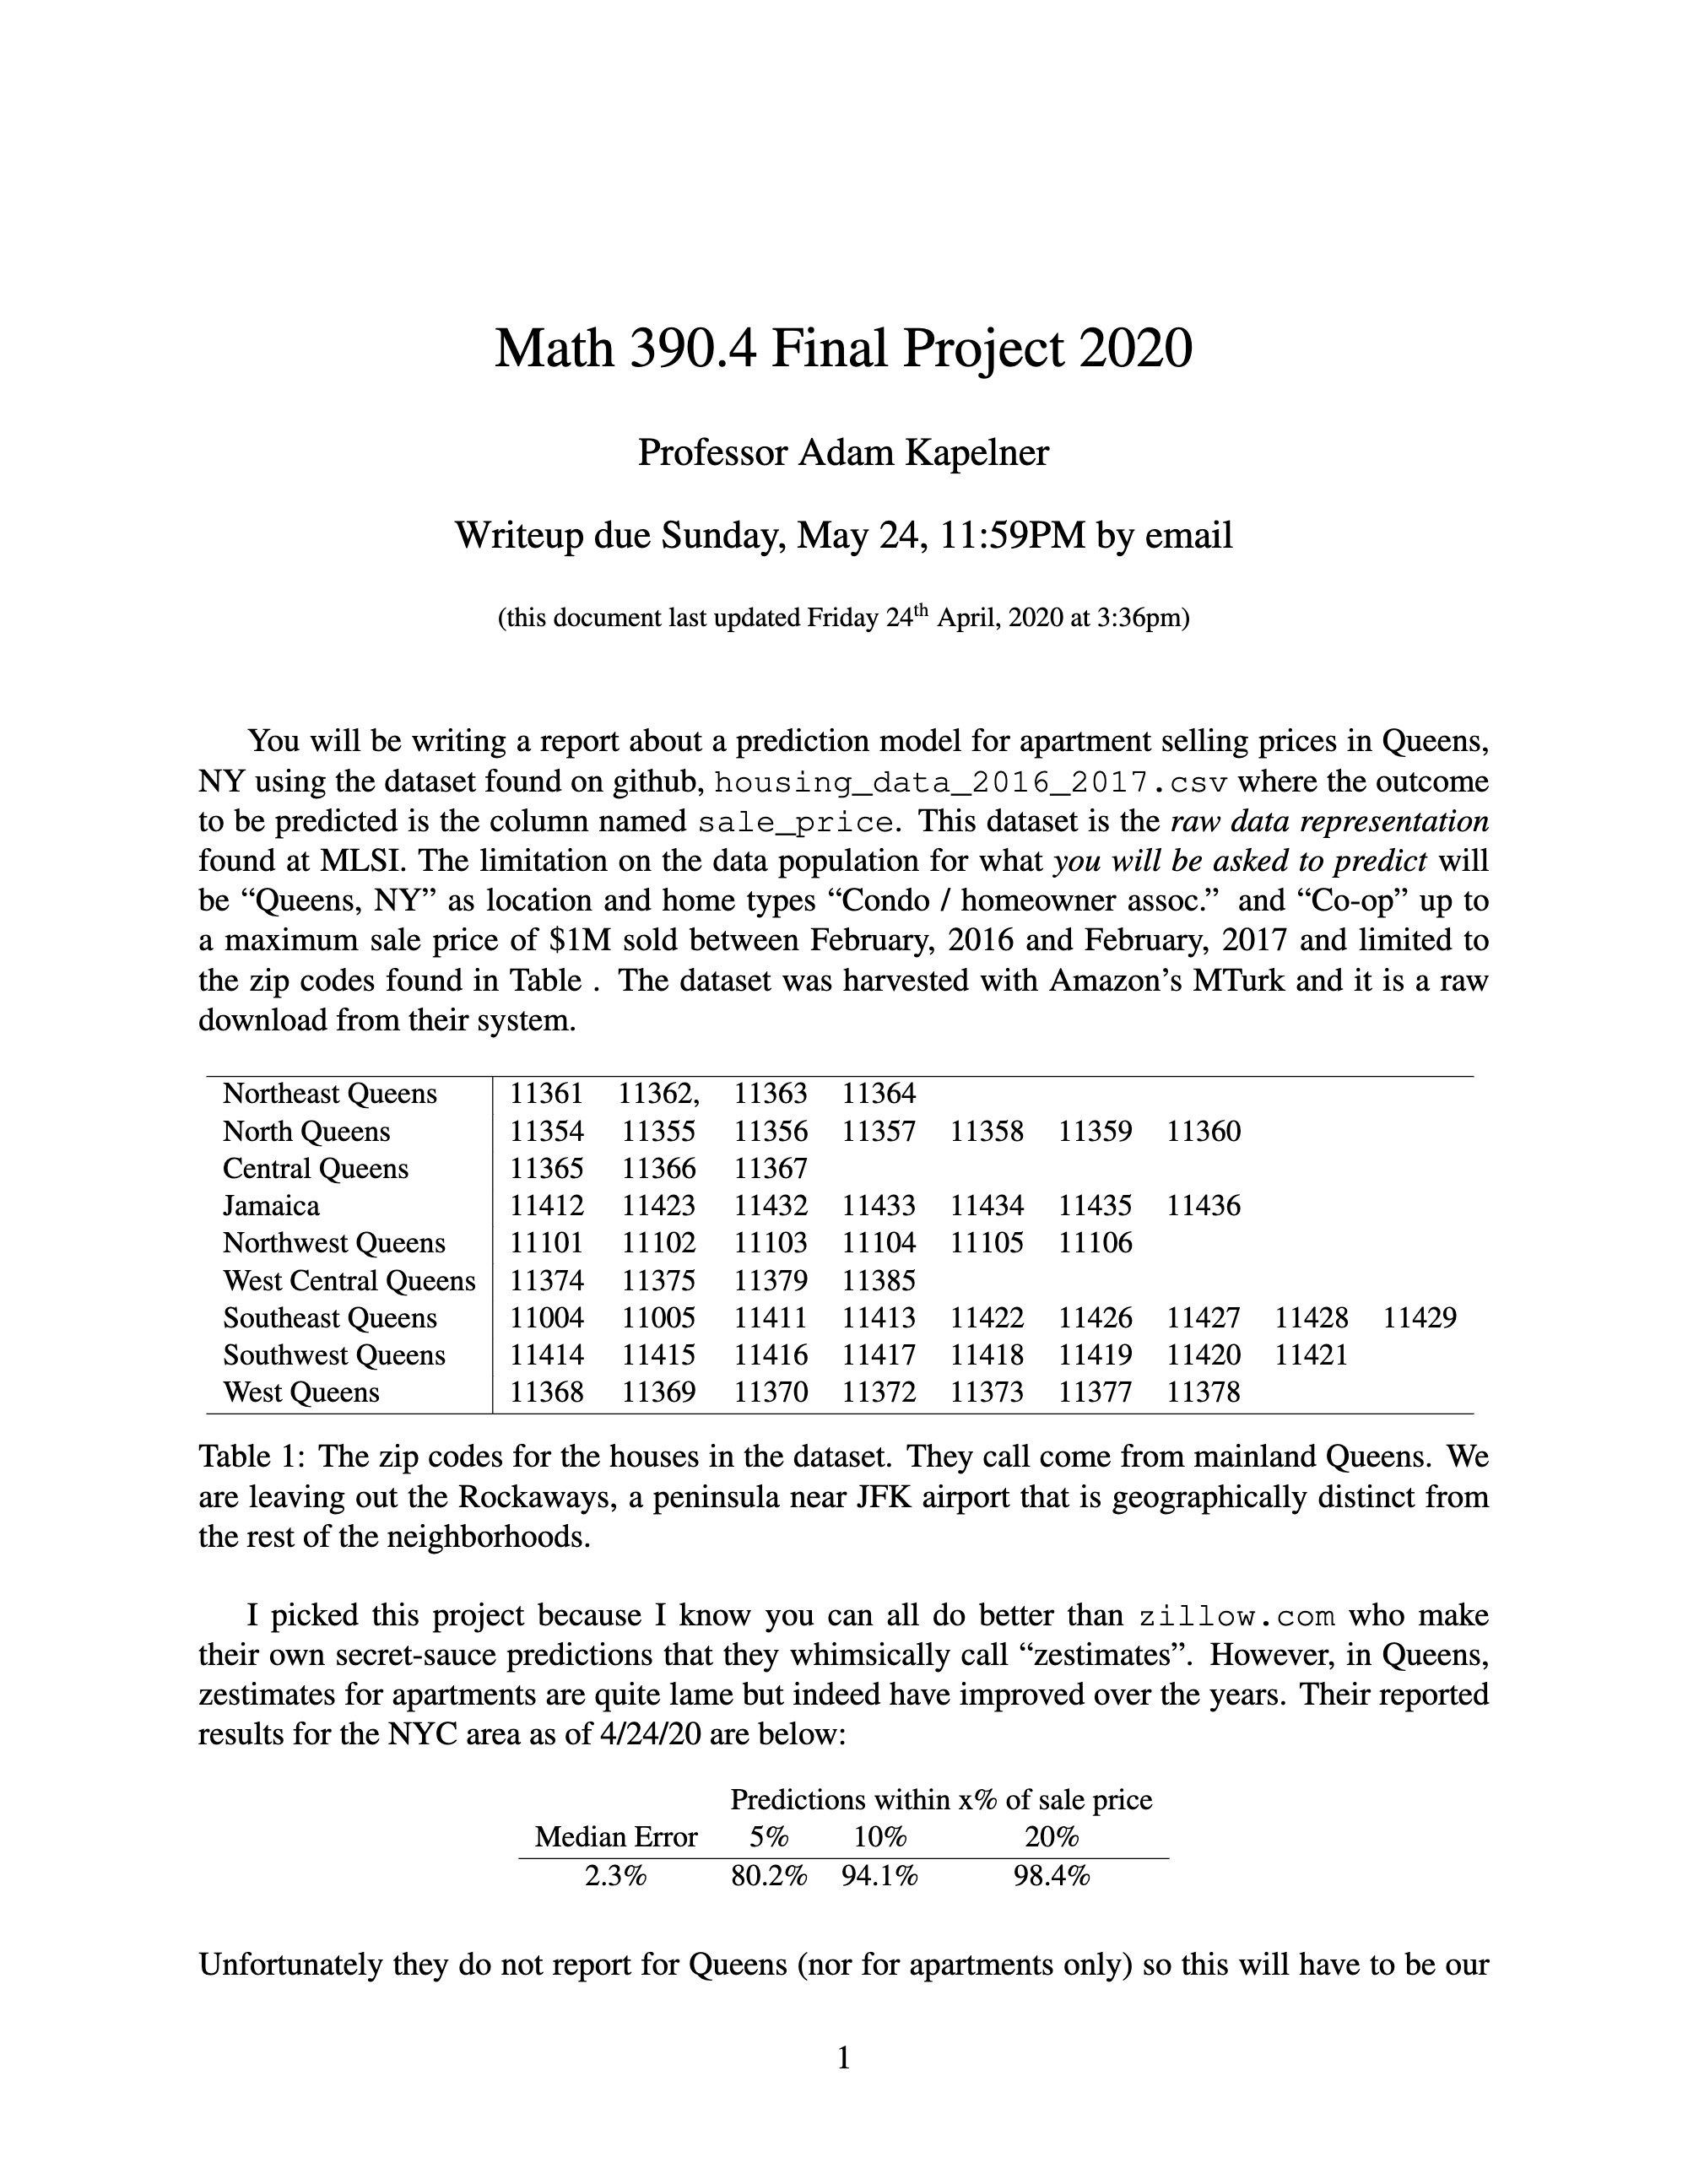 Math 390.4 Final Project 2020
Professor Adam Kapelner
Writeup due Sunday, May 24, 11:59PM by email
(this document last updated Friday 24th April, 2020 at 3:36pm)
You will be writing a report about a prediction model for apartment selling prices in Queens,
NY using the dataset found on github, housing_data_2016_2017.csv where the outcome
to be predicted is the column named sale_price. This dataset is the raw data representation
found at MLSI. The limitation on the data population for what you will be asked to predict will
be “Queens, NY” as location and home types “Condo / homeowner assoc.” and “Co-op” up to
a maximum sale price of $1M sold between February, 2016 and February, 2017 and limited to
the zip codes found in Table . The dataset was harvested with Amazon’s MTurk and it is a raw
download from their system.
Northeast Queens 11361 11362, 11363 11364
North Queens 11354 11355 11356 11357 11358 11359 11360
Central Queens 11365 11366 11367
Jamaica 11412 11423 11432 11433 11434 11435 11436
Northwest Queens 11101 11102 11103 11104 11105 11106
West Central Queens 11374 11375 11379 11385
Southeast Queens 11004 11005 11411 11413 11422 11426 11427 11428 11429
Southwest Queens 11414 11415 11416 11417 11418 11419 11420 11421
West Queens 11368 11369 11370 11372 11373 11377 11378
Table 1: The zip codes for the houses in the dataset. They call come from mainland Queens. We
are leaving out the Rockaways, a peninsula near JFK airport that is geographically distinct from
the rest of the neighborhoods.
I picked this project because I know you can all do better than zillow.com who make
their own secret-sauce predictions that they whimsically call “zestimates”. However, in Queens,
zestimates for apartments are quite lame but indeed have improved over the years. Their reported
results for the NYC area as of 4/24/20 are below:
Predictions within x% of sale price
Median Error 5% 10% 20%
2.3% 80.2% 94.1% 98.4%
Unfortunately they do not report for Queens (nor for apartments only) so this will have to be our
1